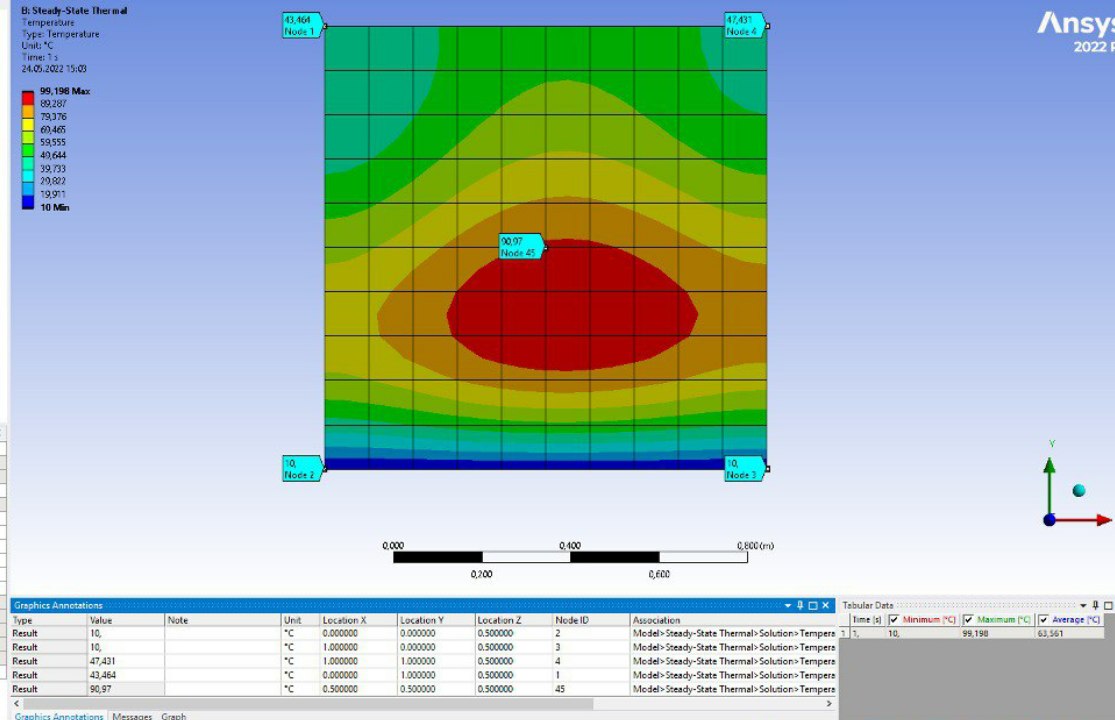 B: Steady-State Thermal
Temperature
Type: Temperature
Unit: °C
Time: 1 s
24.05.2022 15:03
99,198 Max
89,287
79,376
69,465
59,555
49,644
39,733
29,822
19,911
10 Min
43,464
Node 1
47,431
Node 4
Ansys
2022
90,97
Node 45
10,
Node 2
10,
Node 3
Y
0,000 0,400 0,800 (m)
0,200 0,600
Graphics Annotations
Type Value Note Unit Location X Location Y Location Z Node ID Association
Result 10, °C 0.000000 0.000000 0.500000 2 Model>Steady-State Thermal>Solution>Tempera
Result 10, °C 1.000000 0.000000 0.500000 3 Model>Steady-State Thermal>Solution>Tempera
Result 47,431 °C 1.000000 1.000000 0.500000 4 Model>Steady-State Thermal>Solution>Tempera
Result 43,464 °C 0.000000 1.000000 0.500000 1 Model>Steady-State Thermal>Solution>Tempera
Result 90,97 °C 0.500000 0.500000 0.500000 45 Model>Steady-State Thermal>Solution>Tempera
Graphics Annotations Messages Graph
Tabular Data
Time [s] Minimum [°C] Maximum [°C] Average [°C]
1 1, 10, 99,198 63,561